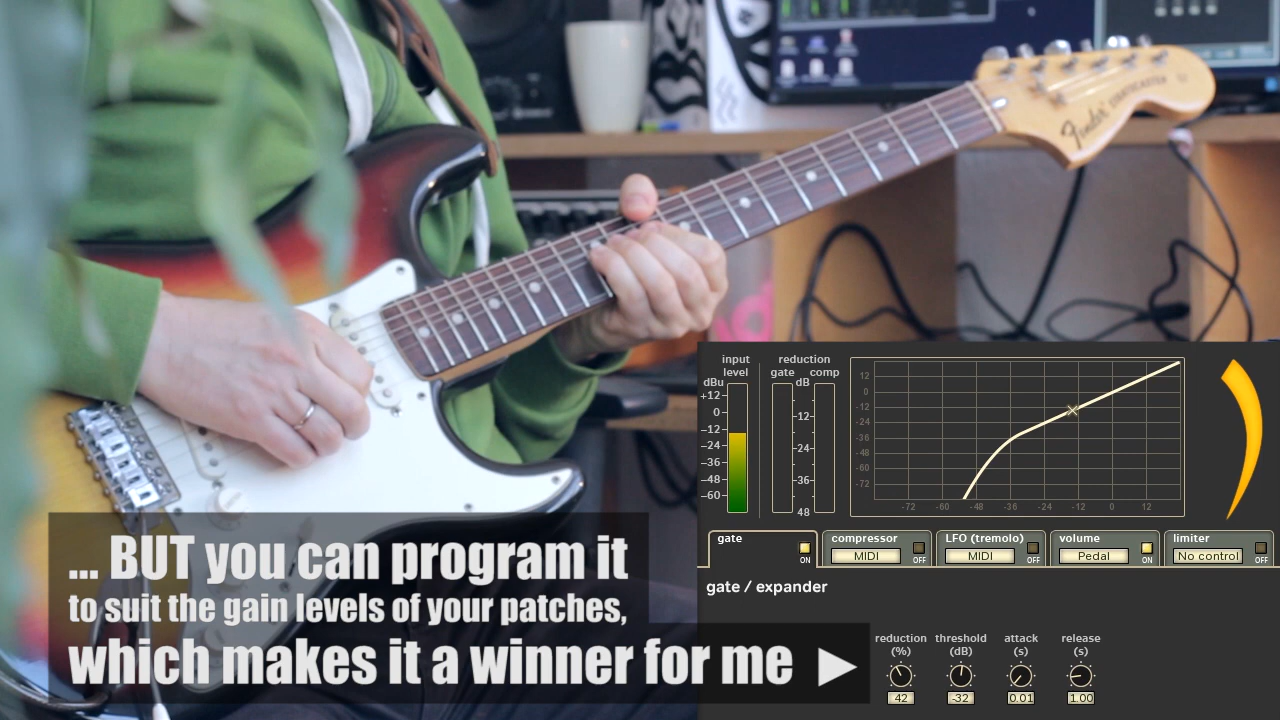 Fender
STRATOCASTER
input
level
reduction
gate
comp
dBu
dB
+12
0
−12
−24
−36
−48
−60
-12
-24
-36
48
12
0
-12
-24
-36
-48
-60
-72
-72
-60
-48
-36
-24
-12
0
12
gate
ON
compressor
MIDI
OFF
LFO (tremolo)
MIDI
OFF
volume
Pedal
ON
limiter
No control
OFF
gate / expander
reduction
(%)
42
threshold
(dB)
-32
attack
(s)
0.01
release
(s)
1.00
... BUT you can program it
to suit the gain levels of your patches,
which makes it a winner for me